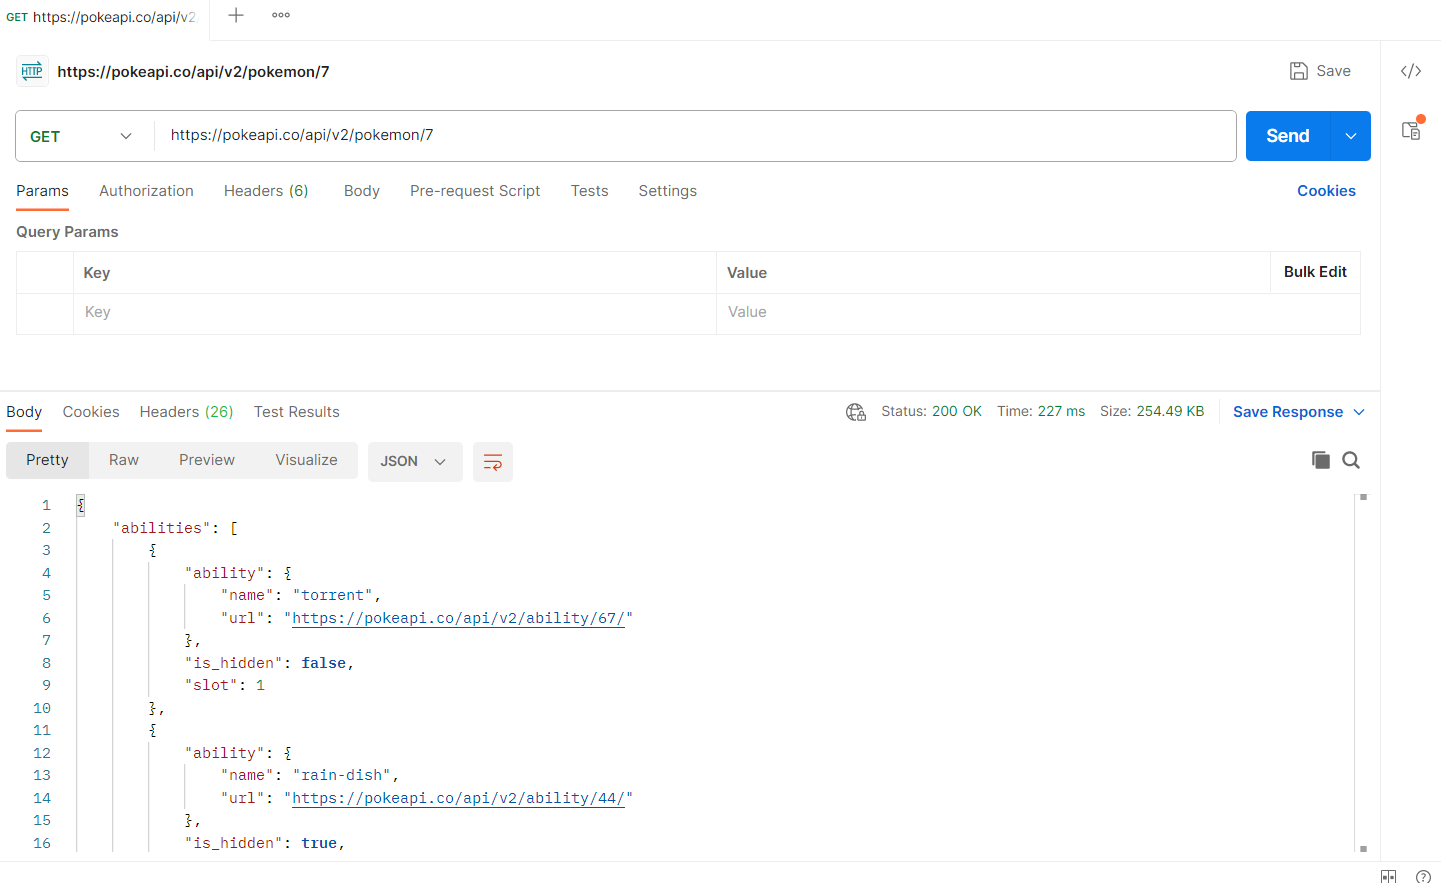 GET https://pokeapi.co/api/v2/
HTTP https://pokeapi.co/api/v2/pokemon/7
Save
GET https://pokeapi.co/api/v2/pokemon/7 Send
Params Authorization Headers (6) Body Pre-request Script Tests Settings Cookies
Query Params
Key Value Bulk Edit
Key Value
Body Cookies Headers (26) Test Results Status: 200 OK Time: 227 ms Size: 254.49 KB Save Response
Pretty Raw Preview Visualize JSON
1 {
2 "abilities": [
3 {
4 "ability": {
5 "name": "torrent",
6 "url": "https://pokeapi.co/api/v2/ability/67/"
7 },
8 "is_hidden": false,
9 "slot": 1
10 },
11 {
12 "ability": {
13 "name": "rain-dish",
14 "url": "https://pokeapi.co/api/v2/ability/44/"
15 },
16 "is_hidden": true,